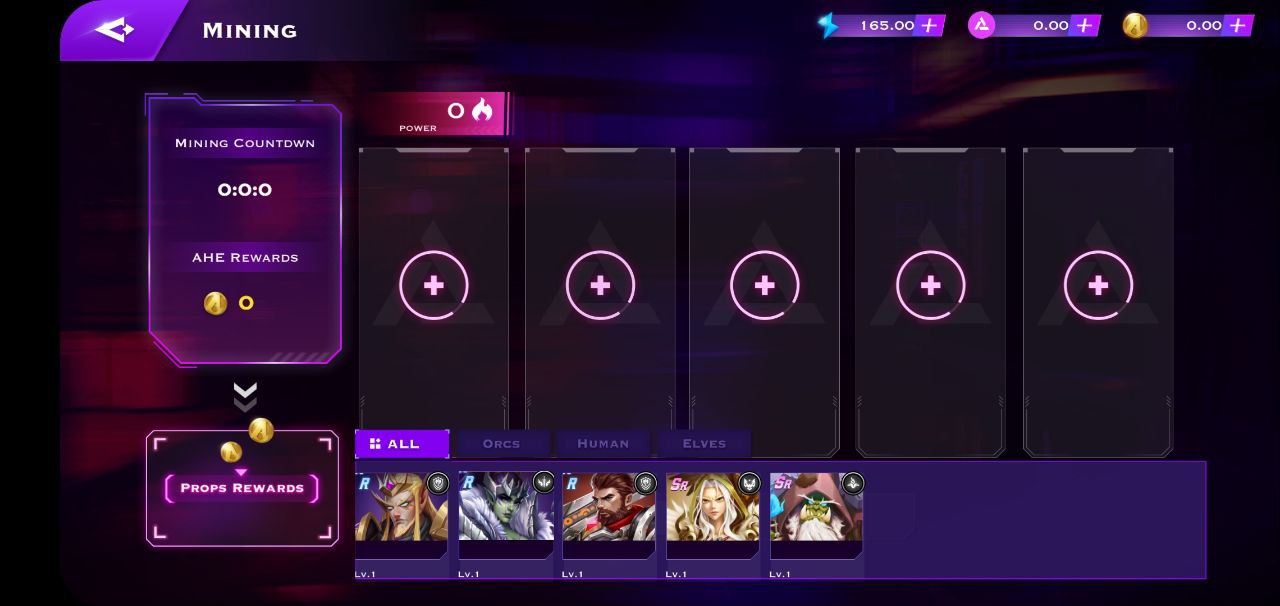 Mining
165.00
0.00
0.00
Mining Countdwn
0:0:0
AHE Rewards
0
0
POWER
Props Rewards
ALL
Orcs
Human
Elves
R
R
R
SR
SR
Lv.1
Lv.1
Lv.1
Lv.1
Lv.1